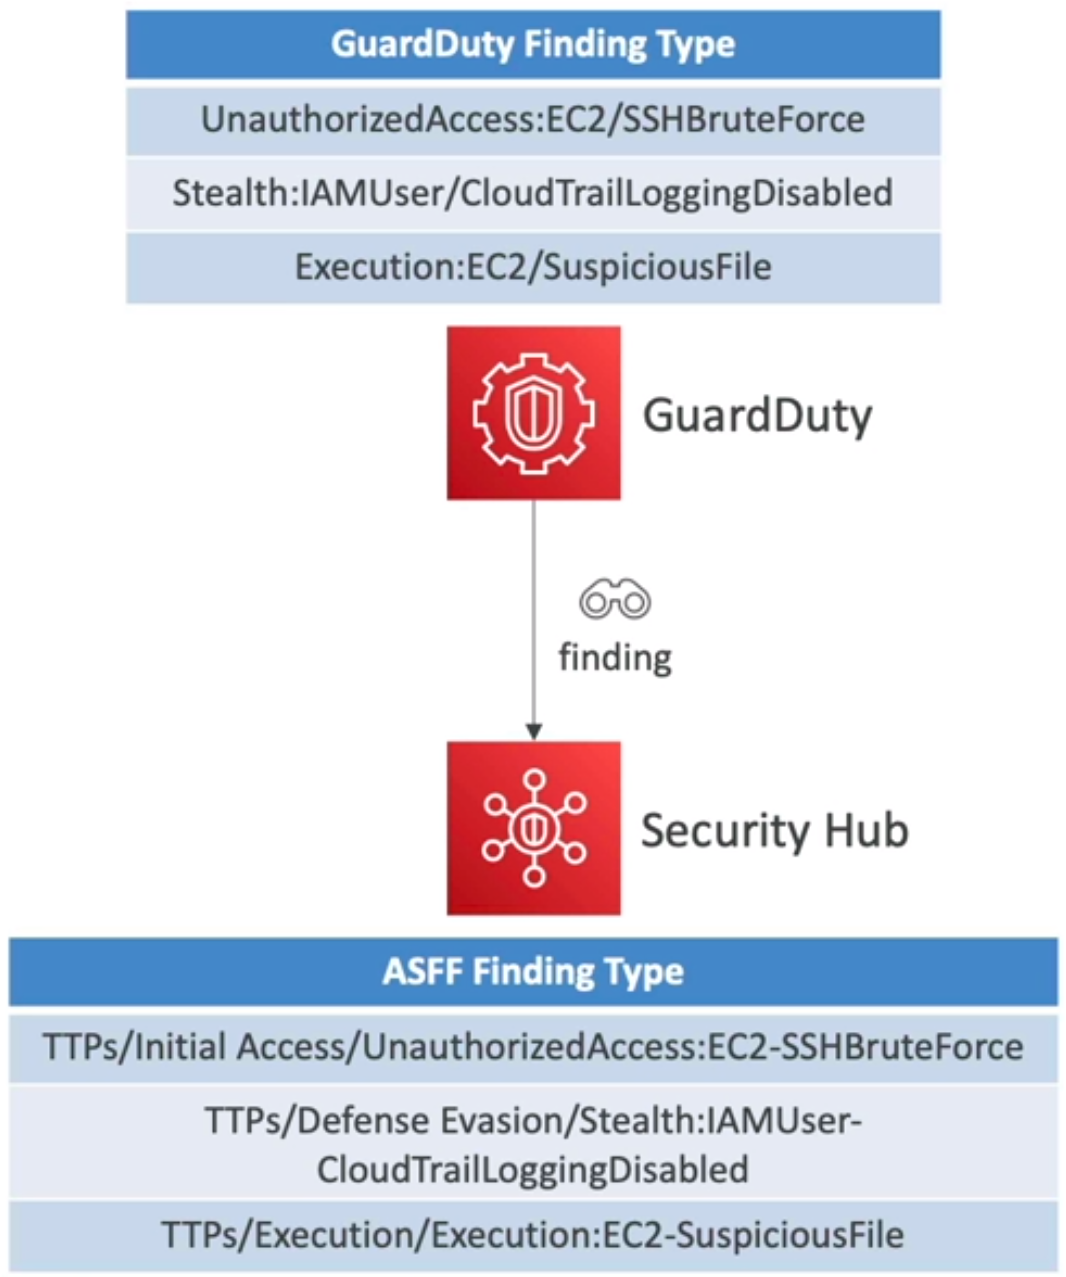 GuardDuty Finding Type
UnauthorizedAccess:EC2/SSHBruteForce
Stealth:IAMUser/CloudTrailLoggingDisabled
Execution:EC2/SuspiciousFile
GuardDuty
finding
Security Hub
ASFF Finding Type
TTPs/Initial Access/UnauthorizedAccess:EC2-SSHBruteForce
TTPs/Defense Evasion/Stealth:IAMUser-
CloudTrailLoggingDisabled
TTPs/Execution/Execution:EC2-SuspiciousFile